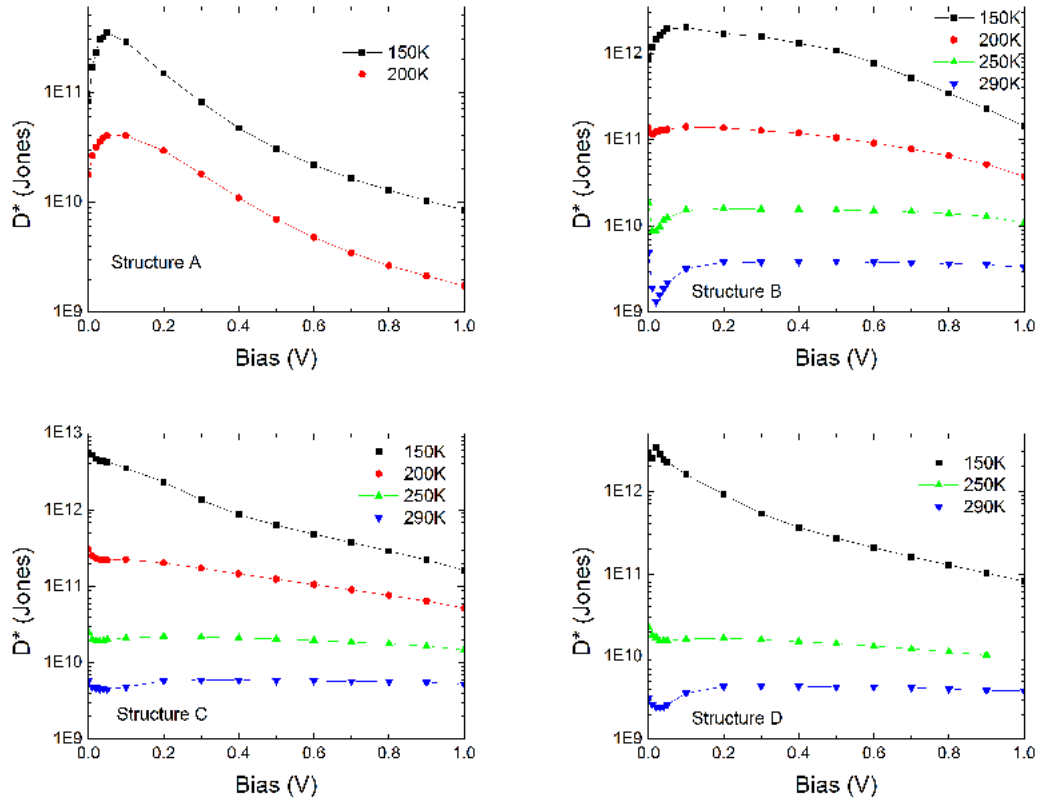 D* (Jones)
1E11
1E10
1E9
150K
200K
Structure A
0.0 0.2 0.4 0.6 0.8 1.0
Bias (V)
D* (Jones)
1E12
1E11
1E10
1E9
150K
200K
250K
290K
Structure B
0.0 0.2 0.4 0.6 0.8 1.0
Bias (V)
D* (Jones)
1E13
1E12
1E11
1E10
1E9
150K
200K
250K
290K
Structure C
0.0 0.2 0.4 0.6 0.8 1.0
Bias (V)
D* (Jones)
1E12
1E11
1E10
1E9
150K
250K
290K
Structure D
0.0 0.2 0.4 0.6 0.8 1.0
Bias (V)